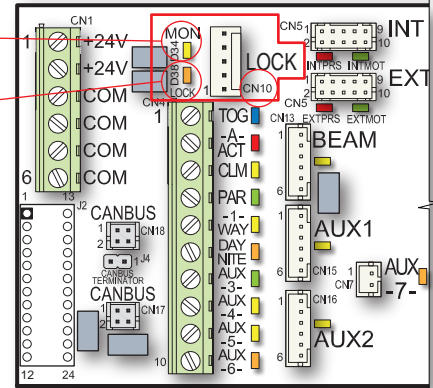 CN1
1 +24V
+24V
COM
COM
COM
6 COM
MON
D34
D35
LOCK
LOCK
1 CN10
CN5 INT
1 9
2 10
INTPRS INTMOT
EXT
1 9
2 10
CN5 EXTPRS EXTMOT
CN4
1 TOG
-A-
ACT
CLM
PAR
-1-
WAY
DAY
NITE
AUX
-3-
AUX
-4-
AUX
-5-
AUX
10 -6-
CN13
1 BEAM
6
1 AUX1
6 CN15
1 CN16
AUX2
6
1 AUX
2 -7-
CN7
1 13
J2
12 24
CANBUS
1
2 CN18
J4
CANBUS
TERMINATOR
CANBUS
1
2 CN17